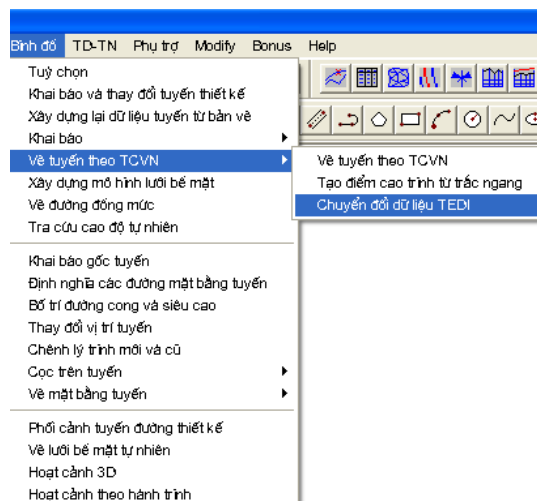 Bình đồ TD-TN Phụ trợ Modify Bonus Help
Tuỳ chọn
Khai báo và thay đổi tuyến thiết kế
Xây dựng lại dữ liệu tuyến từ bản vẽ
Khai báo
Vẽ tuyến theo TCVN
Xây dựng mô hình lưới bề mặt
Vẽ đường đồng mức
Tra cứu cao độ tự nhiên
Vẽ tuyến theo TCVN
Tạo điểm cao trình từ trắc ngang
Chuyển đổi dữ liệu TEDI
Khai báo gốc tuyến
Định nghĩa các đường mặt bằng tuyến
Bố trí đường cong và siêu cao
Thay đổi vị trí tuyến
Chênh lý trình mới và cũ
Cọc trên tuyến
Vẽ mặt bằng tuyến
Phối cảnh tuyến đường thiết kế
Vẽ lưới bề mặt tự nhiên
Hoạt cảnh 3D
Hoạt cảnh theo hành trình